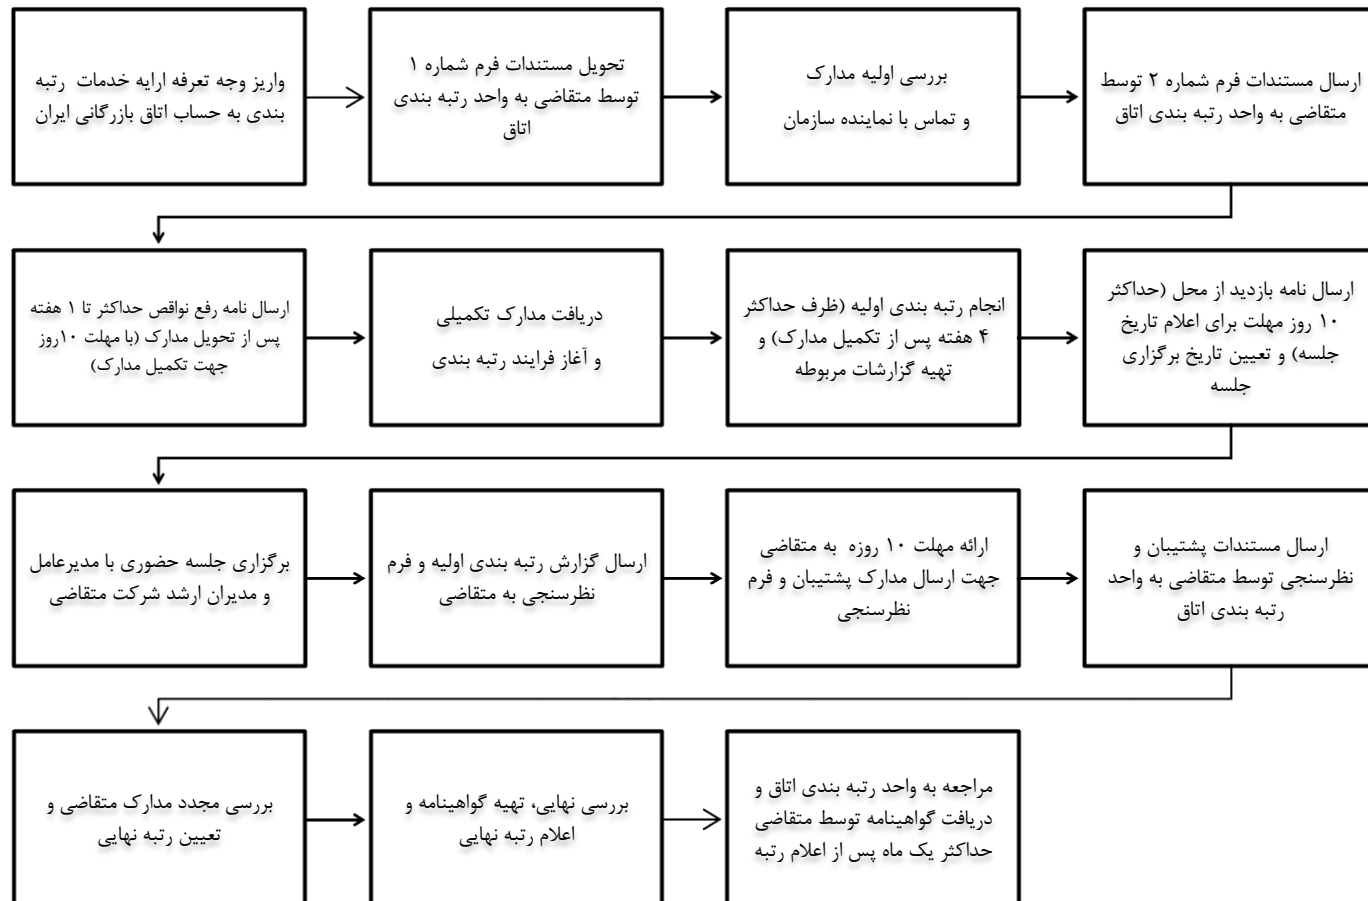 واریز وجه تعرفه ارایه خدمات رتبه
بندی به حساب اتاق بازرگانی ایران
تحویل مستندات فرم شماره ۱
توسط متقاضی به واحد رتبه بندی
اتاق
بررسی اولیه مدارک
و تماس با نماینده سازمان
ارسال مستندات فرم شماره ۲ توسط
متقاضی به واحد رتبه بندی اتاق
ارسال نامه رفع نواقص حداکثر تا ۱ هفته
پس از تحویل مدارک (با مهلت ۱۰روز
جهت تکمیل مدارک)
دریافت مدارک تکمیلی
و آغاز فرایند رتبه بندی
انجام رتبه بندی اولیه (ظرف حداکثر
۴ هفته پس از تکمیل مدارک) و
تهیه گزارشات مربوطه
ارسال نامه بازدید از محل (حداکثر
۱۰ روز مهلت برای اعلام تاریخ
جلسه) و تعیین تاریخ برگزاری
جلسه
برگزاری جلسه حضوری با مدیرعامل
و مدیران ارشد شرکت متقاضی
ارسال گزارش رتبه بندی اولیه و فرم
نظرسنجی به متقاضی
ارائه مهلت ۱۰ روزه به متقاضی
جهت ارسال مدارک پشتیبان و فرم
نظرسنجی
ارسال مستندات پشتیبان و
نظرسنجی توسط متقاضی به واحد
رتبه بندی اتاق
بررسی مجدد مدارک متقاضی و
تعیین رتبه نهایی
بررسی نهایی، تهیه گواهینامه و
اعلام رتبه نهایی
مراجعه به واحد رتبه بندی اتاق و
دریافت گواهینامه توسط متقاضی
حداکثر یک ماه پس از اعلام رتبه